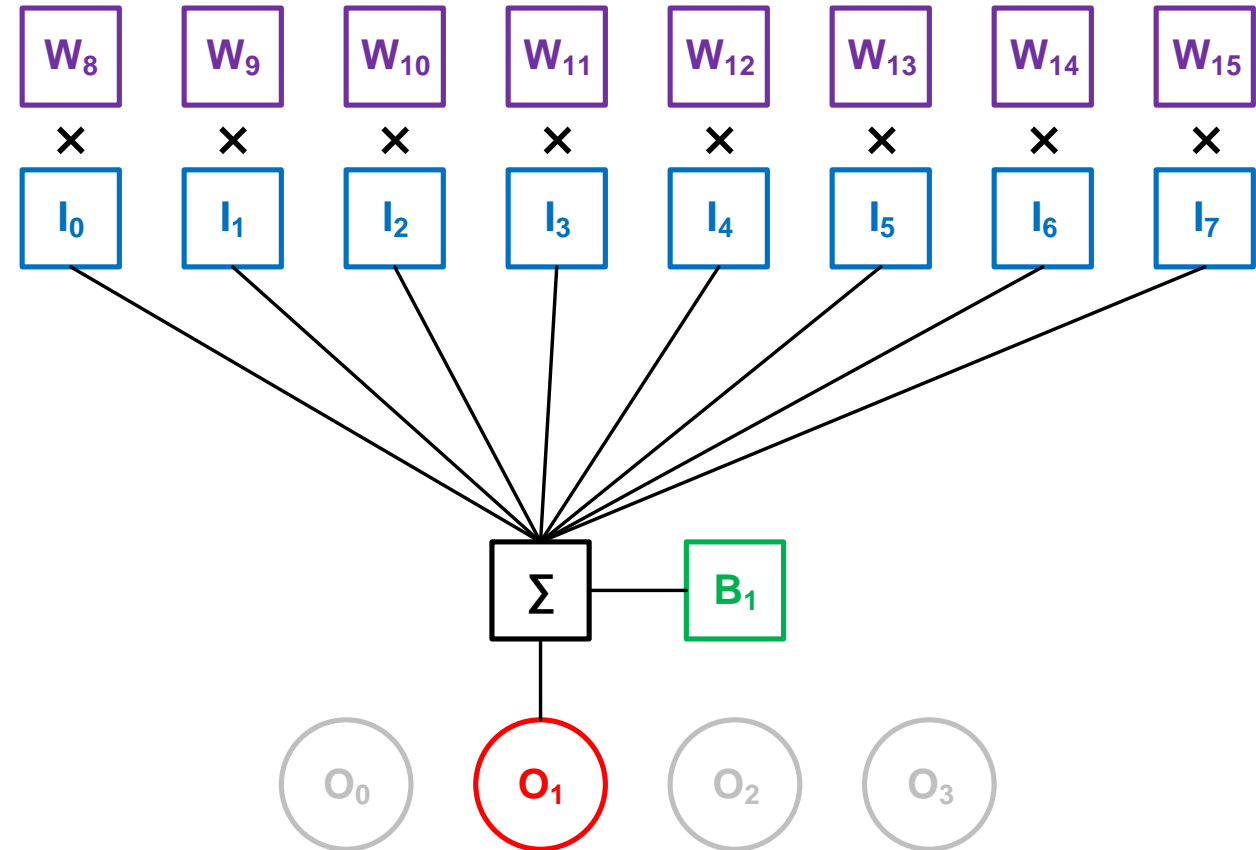 W₈ W₉ W₁₀ W₁₁ W₁₂ W₁₃ W₁₄ W₁₅
× × × × × × × ×
I₀ I₁ I₂ I₃ I₄ I₅ I₆ I₇
Σ B₁
O₀ O₁ O₂ O₃